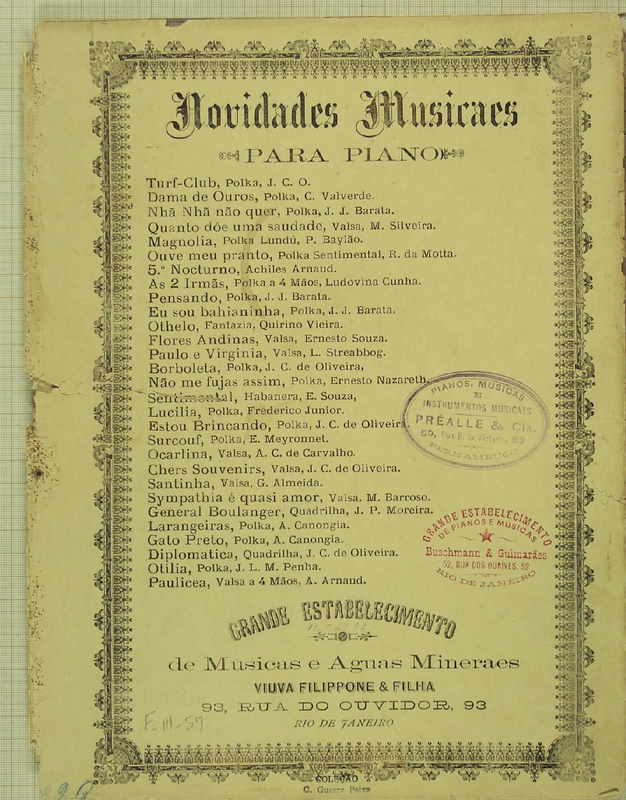 Novidades Musicaes
PARA PIANO
Turf-Club, Polka, J. C. O.
Dama de Ouros, Polka, C. Valverde.
Nhã Nhã não quer, Polka, J. J. Barata.
Quanto dóe uma saudade, Valsa, M. Silveira.
Magnolia, Polka Lundú, P. Baylão.
Ouve meu pranto, Polka Sentimental, R. da Motta.
5.º Nocturno, Achiles Arnaud.
As 2 Irmãs, Polka a 4 Mãos, Ludovina Cunha.
Pensando, Polka, J. J. Barata.
Eu sou bahianinha, Polka, J. J. Barata.
Othelo, Fantazia, Quirino Vieira.
Flores Andinas, Valsa, Ernesto Souza.
Paulo e Virginia, Valsa, L. Streabbog.
Borboleta, Polka, J. C. de Oliveira,
Não me fujas assim, Polka, Ernesto Nazareth.
Sentimental, Habanera, E. Souza,
Lucilia, Polka, Frederico Junior.
Estou Brincando, Polka, J. C. de Oliveira.
Surcouf, Polka, E. Meyronnet.
Ocarlina, Valsa, A. C. de Carvalho.
Chers Souvenirs, Valsa, J. C. de Oliveira.
Santinha, Valsa, G. Almeida.
Sympathia é quasi amor, Valsa. M. Barroso.
General Boulanger, Quadrilha, J. P. Moreira.
Larangeiras, Polka, A. Canongia.
Gato Preto, Polka, A. Canongia.
Diplomatica, Quadrilha, J. C. de Oliveira.
Otilia, Polka, J. L. M. Penha.
Paulicea, Valsa a 4 Mãos, A. Arnaud.
PIANOS, MUSICAS
E
INSTRUMENTOS MUSICAES
PRÉALLE & Cia.
59, Rua B. da Victoria, 59
PERNAMBUCO
GRANDE ESTABELECIMENTO
DE PIANOS E MUSICAS
Buschmann & Guimarães
52, RUA DOS OURIVES, 52
RIO DE JANEIRO
GRANDE ESTABELECIMENTO
de Musicas e Aguas Mineraes
VIUVA FILIPPONE & FILHA
93, RUA DO OUVIDOR, 93
RIO DE JANEIRO
E III-57
COLEÇÃO
C. Guerra Peixe